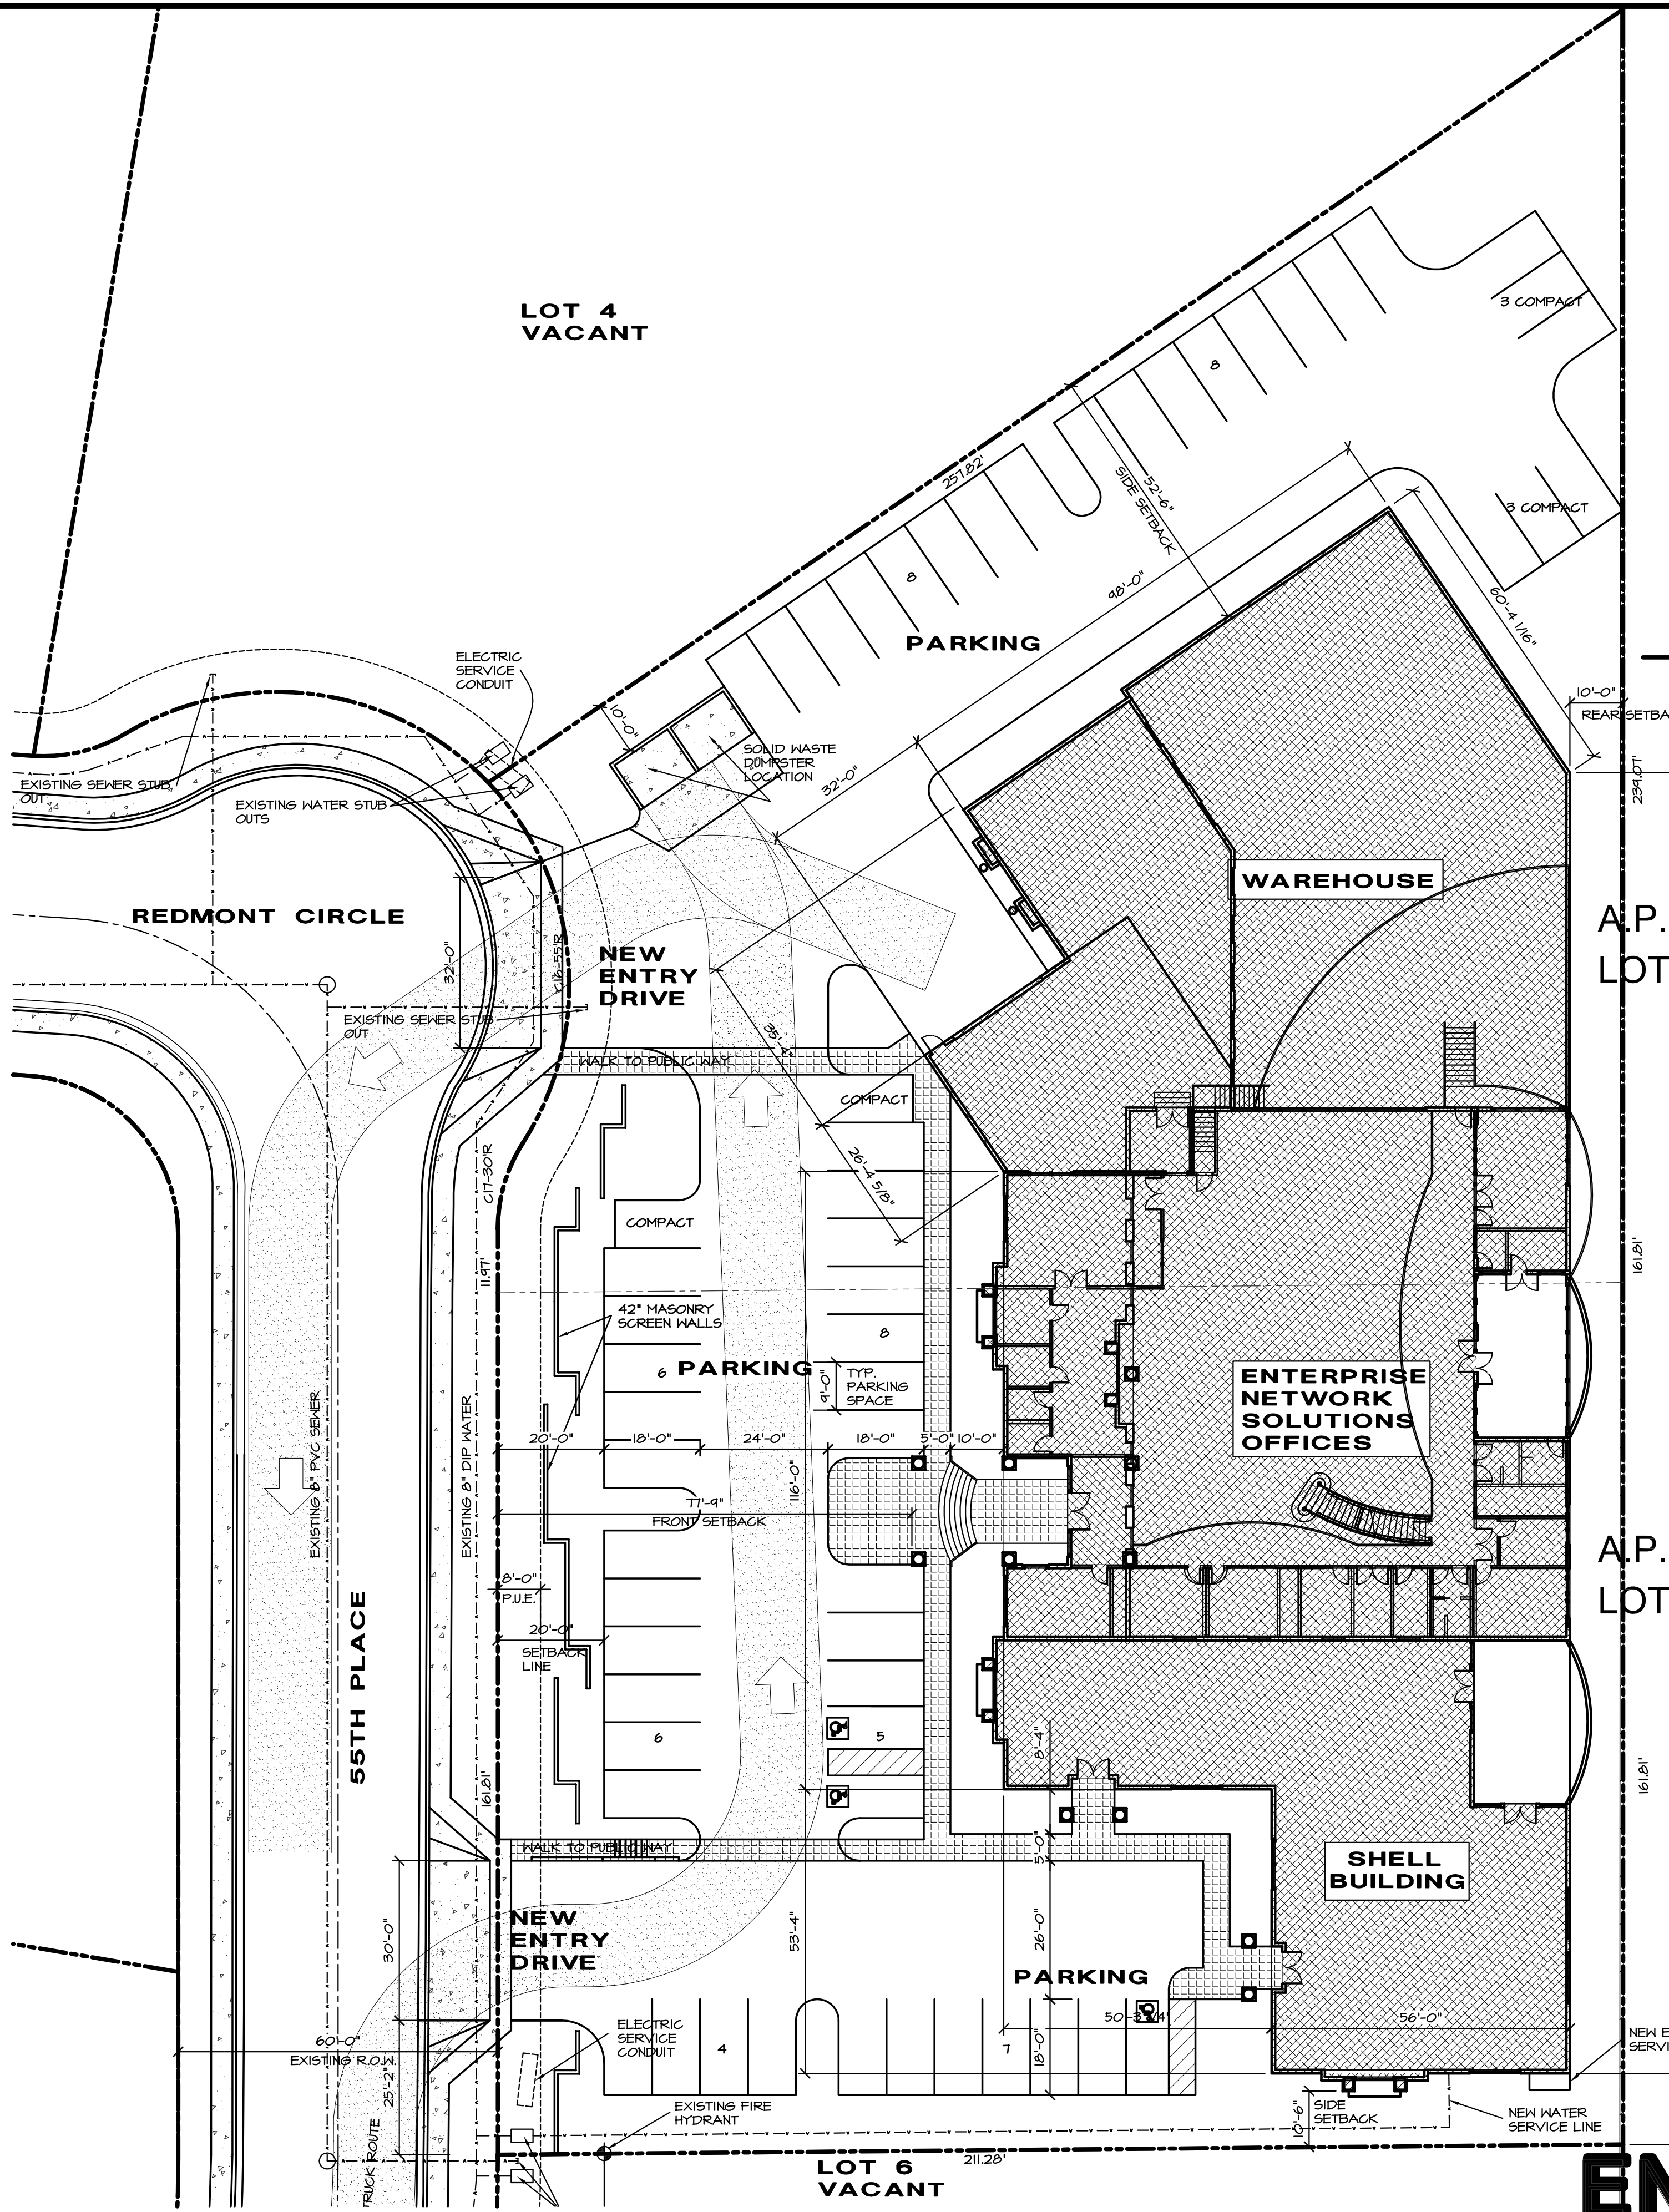 LOT 4
VACANT
3 COMPACT
8
257.82'
52'-6"
SIDE SETBACK
3 COMPACT
8
98'-0"
60'-4 1/16"
PARKING
ELECTRIC
SERVICE
CONDUIT
10'-0"
10'-0"
SOLID WASTE
DUMPSTER
LOCATION
32'-0"
EXISTING SEWER STUB
OUT
EXISTING WATER STUB
OUTS
239.07'
WAREHOUSE
REDMONT CIRCLE
A.P.
LOT
32'-0"
C16-55'R
NEW
ENTRY
DRIVE
EXISTING SEWER STUB
OUT
35'-4"
WALK TO PUBLIC WAY
COMPACT
26'-4 5/8"
C17-30'R
COMPACT
11.97'
161.81'
42" MASONRY
SCREEN WALLS
8
6
PARKING
9'-0"
TYP.
PARKING
SPACE
ENTERPRISE
NETWORK
SOLUTIONS
OFFICES
EXISTING 8" PVC SEWER
EXISTING 8" DIP WATER
20'-0"
18'-0"
24'-0"
18'-0"
5'-0"
10'-0"
116'-0"
77'-9"
FRONT SETBACK
A.P.
LOT
8'-0"
P.U.E.
20'-0"
SETBACK
LINE
55TH PLACE
6
5
8'-4"
161.81'
161.81'
WALK TO PUBLIC WAY
5'-0"
SHELL
BUILDING
NEW
ENTRY
DRIVE
30'-0"
53'-4"
26'-0"
PARKING
56'-0"
60'-0"
EXISTING R.O.W.
25'-2"
ELECTRIC
SERVICE
CONDUIT
4
7
18'-0"
EXISTING FIRE
HYDRANT
10'-6"
SIDE
SETBACK
NEW WATER
SERVICE LINE
TRUCK ROUTE
211.28'
LOT 6
VACANT